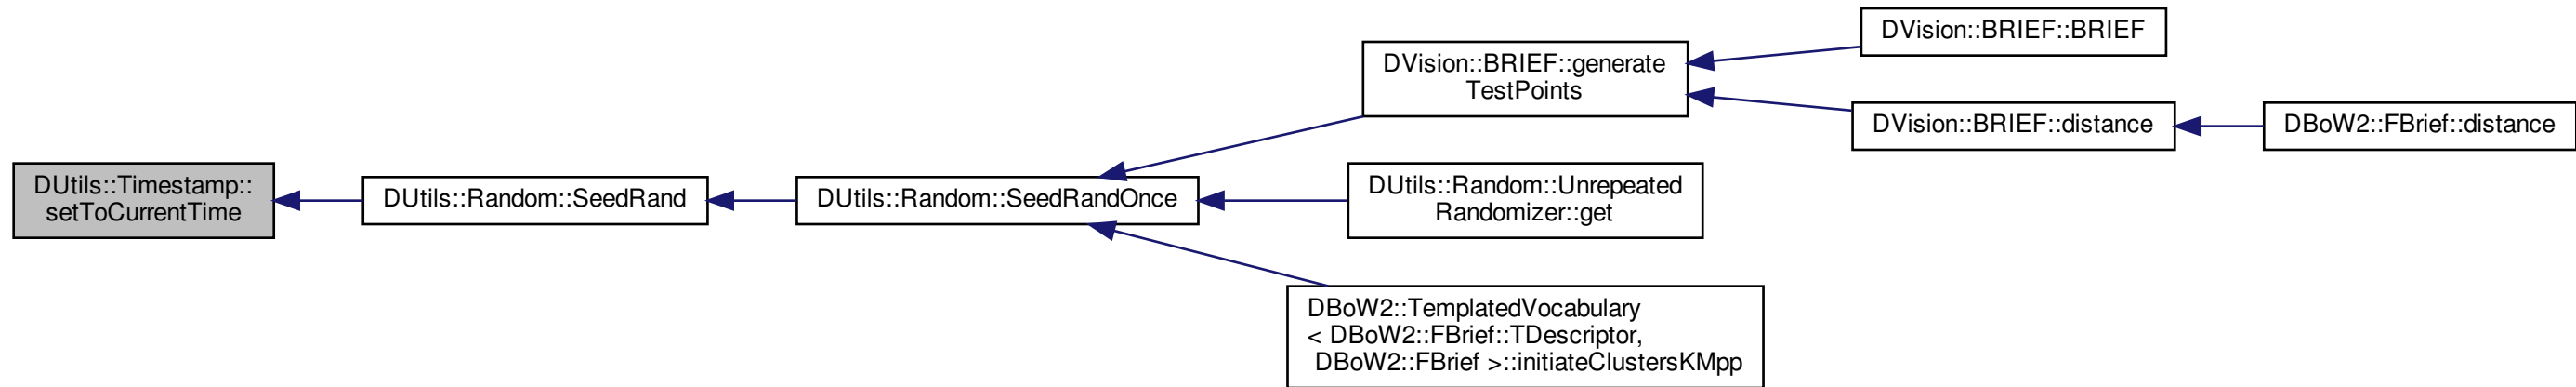 DUtils::Timestamp::
setToCurrentTime
DUtils::Random::SeedRand
DUtils::Random::SeedRandOnce
DVision::BRIEF::generate
TestPoints
DVision::BRIEF::BRIEF
DVision::BRIEF::distance
DBoW2::FBrief::distance
DUtils::Random::Unrepeated
Randomizer::get
DBoW2::TemplatedVocabulary
< DBoW2::FBrief::TDescriptor,
DBoW2::FBrief >::initiateClustersKMpp